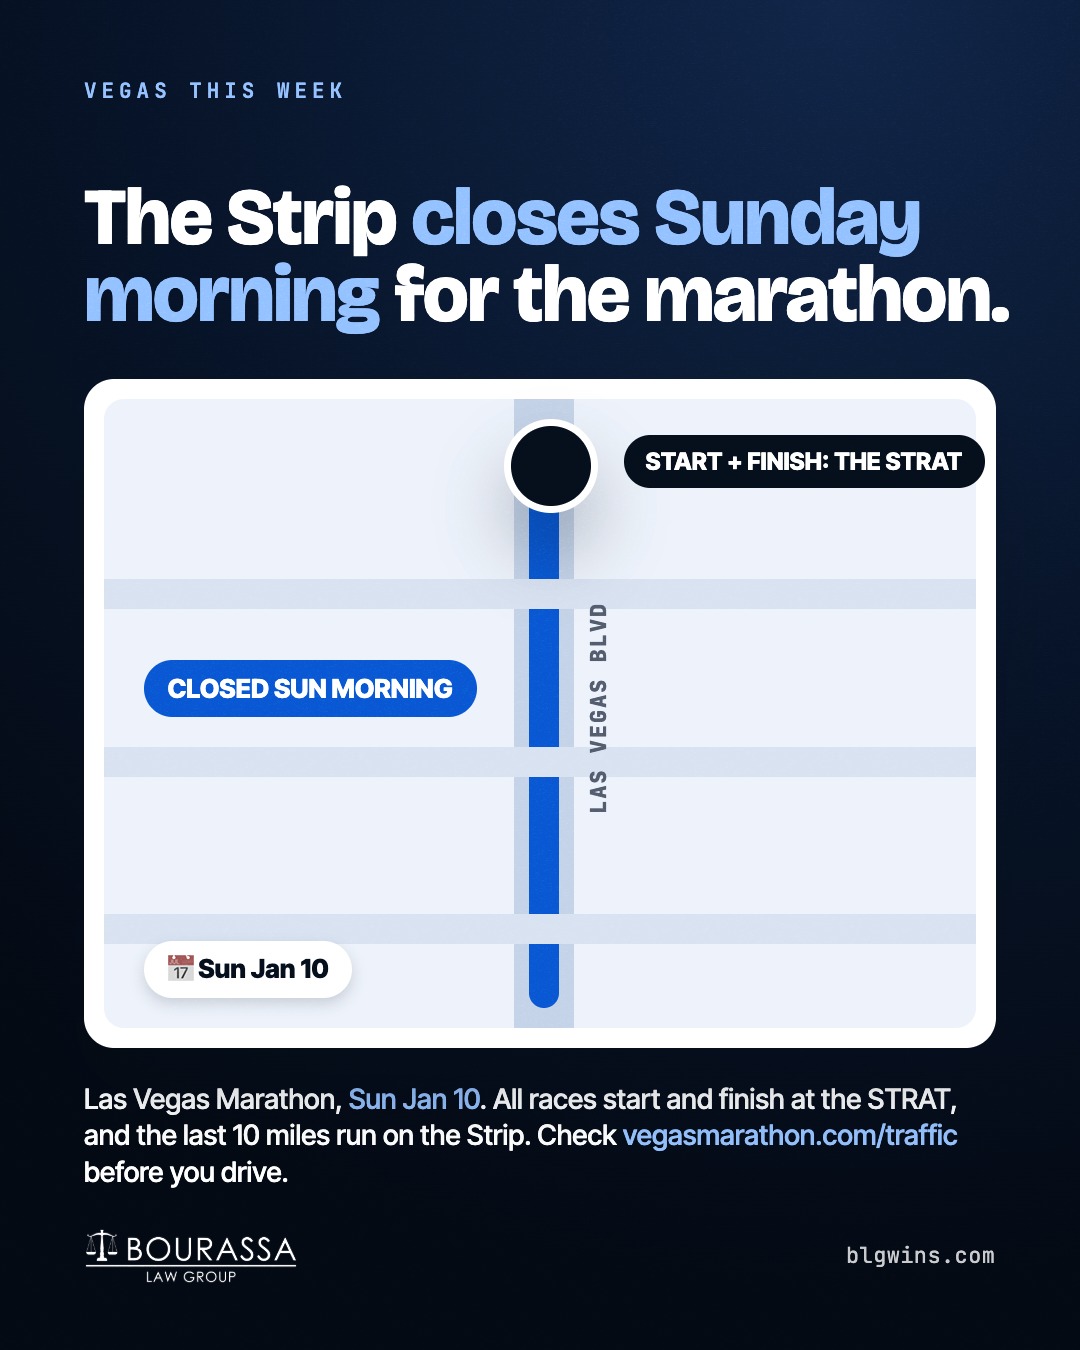 VEGAS THIS WEEK
The Strip closes Sunday
morning for the marathon.
START + FINISH: THE STRAT
LAS VEGAS BLVD
CLOSED SUN MORNING
📅 Sun Jan 10
Las Vegas Marathon, Sun Jan 10. All races start and finish at the STRAT,
and the last 10 miles run on the Strip. Check vegasmarathon.com/traffic
before you drive.
BOURASSA
LAW GROUP
blgwins.com